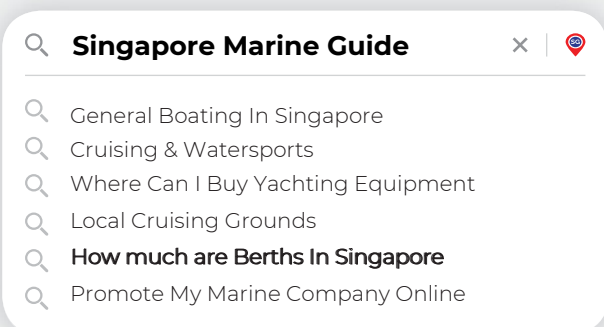 Singapore Marine Guide
SG
General Boating In Singapore
Cruising & Watersports
Where Can I Buy Yachting Equipment
Local Cruising Grounds
How much are Berths In Singapore
Promote My Marine Company Online